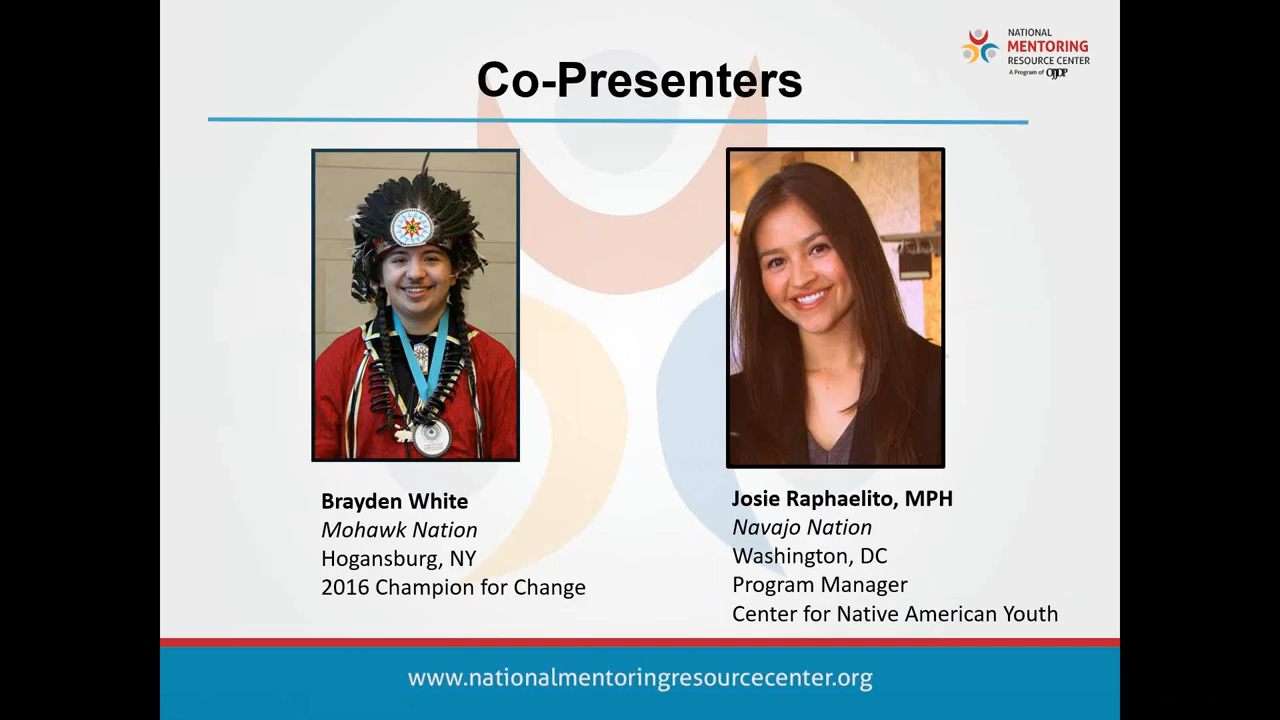 NATIONAL
MENTORING
RESOURCE CENTER
A Program of OJJDP
Co-Presenters
Brayden White
Mohawk Nation
Hogansburg, NY
2016 Champion for Change
Josie Raphaelito, MPH
Navajo Nation
Washington, DC
Program Manager
Center for Native American Youth
www.nationalmentoringresourcecenter.org